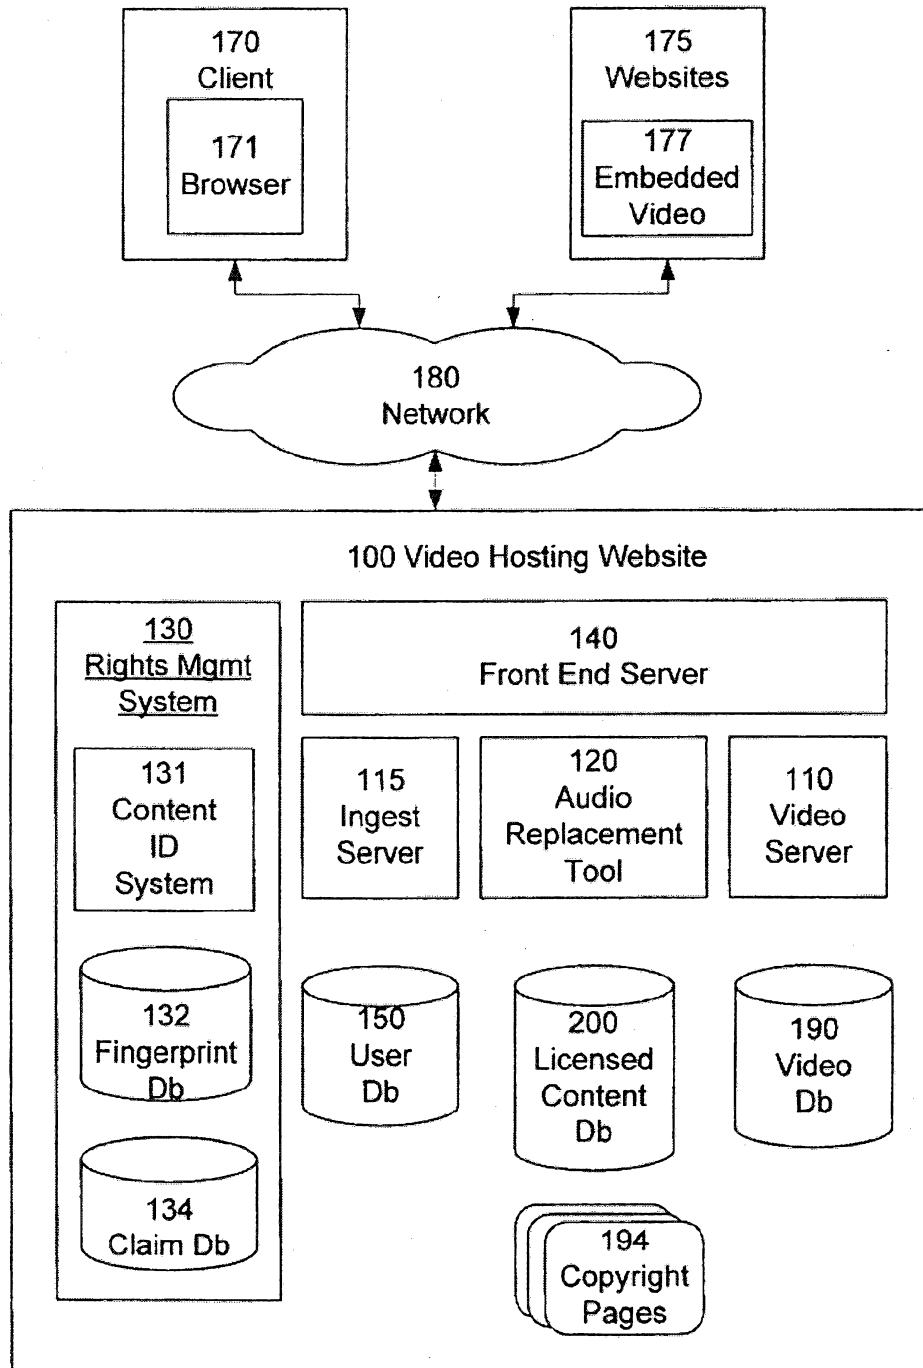 170
Client
171
Browser
175
Websites
177
Embedded
Video
180
Network
100 Video Hosting Website
130
Rights Mgmt
System
131
Content
ID
System
132
Fingerprint
Db
134
Claim Db
140
Front End Server
115
Ingest
Server
120
Audio
Replacement
Tool
110
Video
Server
150
User
Db
200
Licensed
Content
Db
190
Video
Db
194
Copyright
Pages